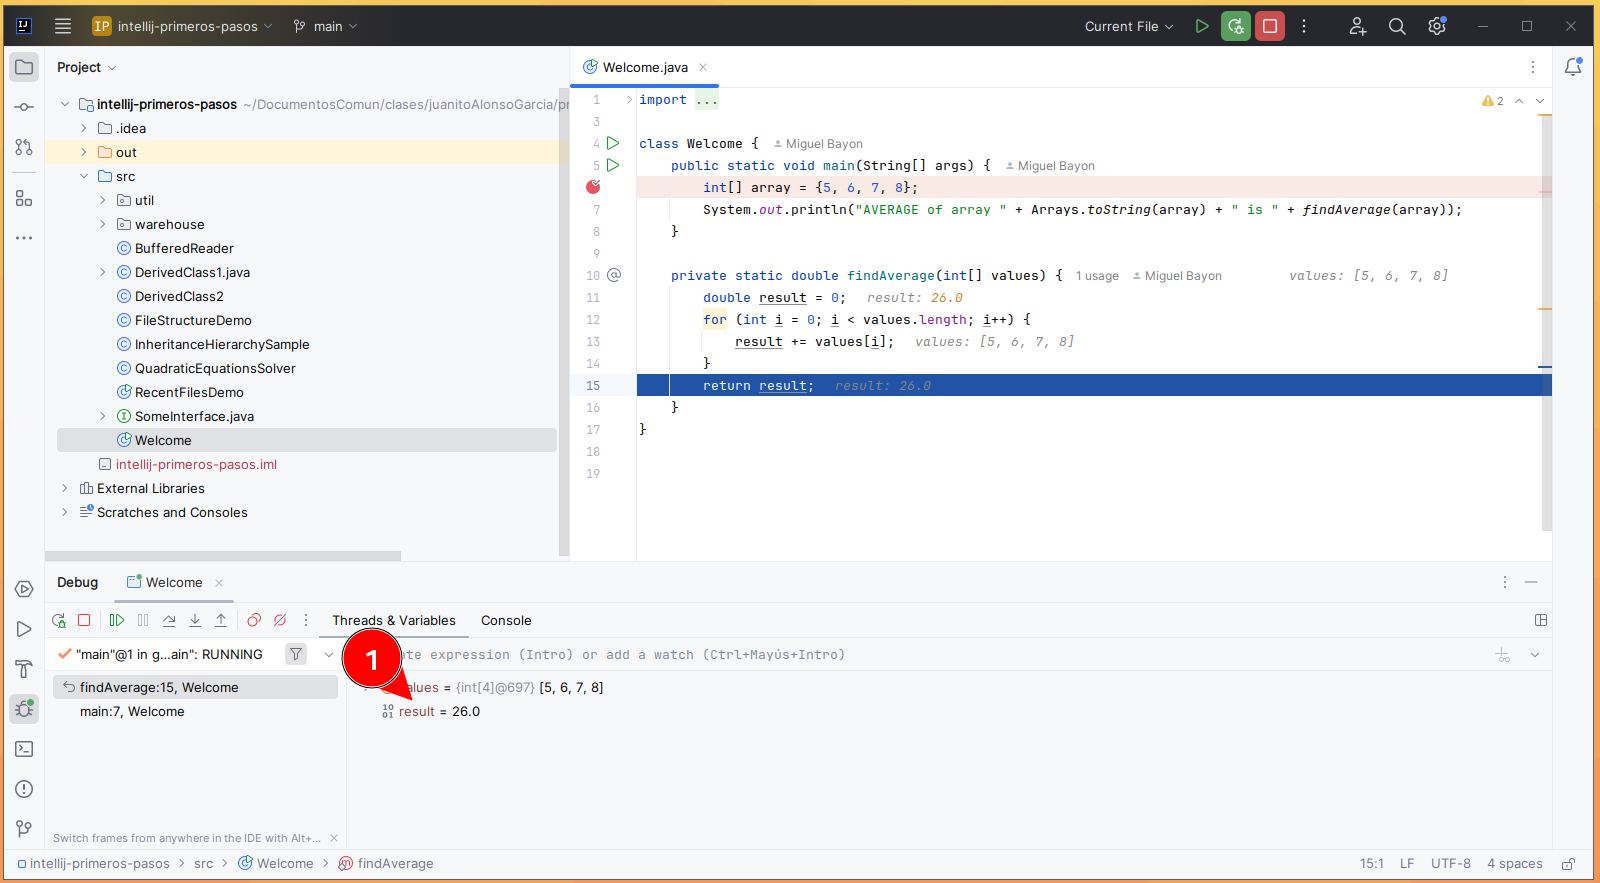 IJ
IP intellij-primeros-pasos main Current File
Project
intellij-primeros-pasos ~/DocumentosComun/clases/juanitoAlonsoGarcia/pr
.idea
out
src
util
warehouse
BufferedReader
DerivedClass1.java
DerivedClass2
FileStructureDemo
InheritanceHierarchySample
QuadraticEquationsSolver
RecentFilesDemo
SomeInterface.java
Welcome
intellij-primeros-pasos.iml
External Libraries
Scratches and Consoles
Welcome.java
2
1 import ...
3
4 class Welcome { Miguel Bayon
5 public static void main(String[] args) { Miguel Bayon
int[] array = {5, 6, 7, 8};
7 System.out.println("AVERAGE of array " + Arrays.toString(array) + " is " + findAverage(array));
8 }
9
10 @ private static double findAverage(int[] values) { 1 usage Miguel Bayon values: [5, 6, 7, 8]
11 double result = 0; result: 26.0
12 for (int i = 0; i < values.length; i++) {
13 result += values[i]; values: [5, 6, 7, 8]
14 }
15 return result; result: 26.0
16 }
17 }
18
19
Debug Welcome
Threads & Variables Console
"main"@1 in g...ain": RUNNING
1
ate expression (Intro) or add a watch (Ctrl+Mayús+Intro)
findAverage:15, Welcome
main:7, Welcome
alues = {int[4]@697} [5, 6, 7, 8]
10 01 result = 26.0
Switch frames from anywhere in the IDE with Alt+...
intellij-primeros-pasos > src > Welcome > findAverage
15:1 LF UTF-8 4 spaces